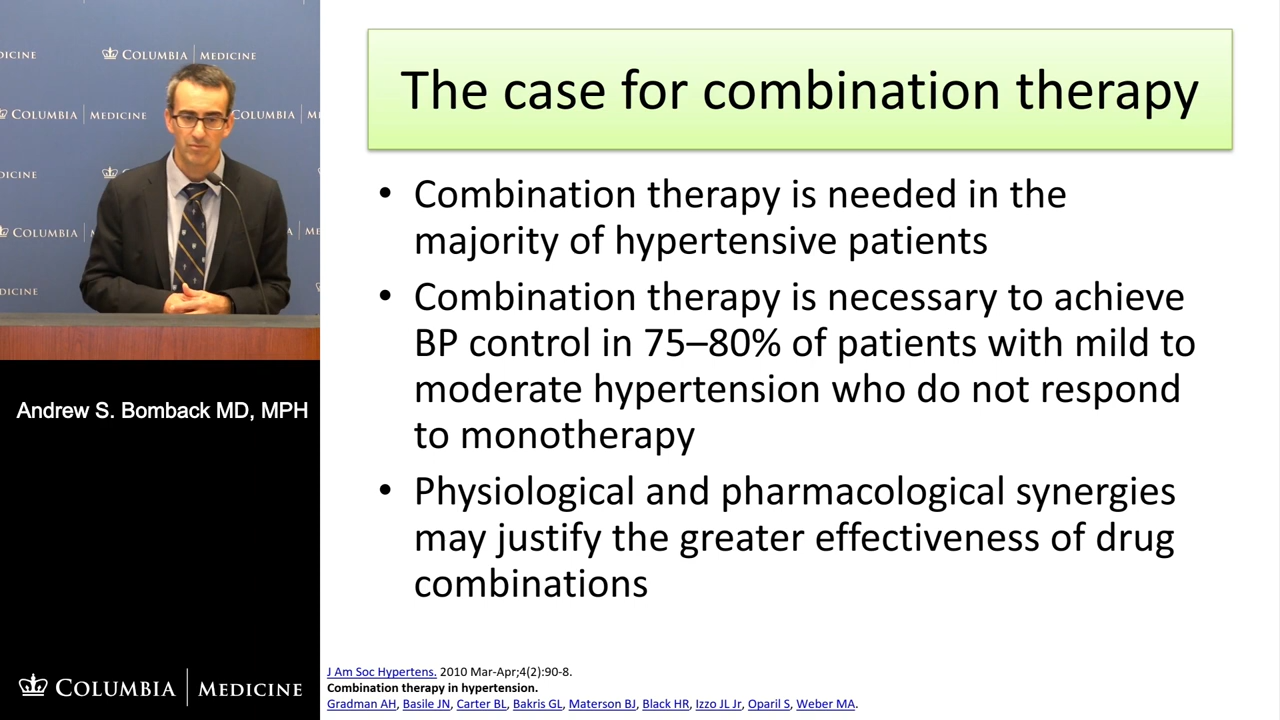 DICINE
COLUMBIA | MEDICINE
COLUMBIA | MEDICINE
COLUMBIA | M
DICINE
COLUMBIA | M
DICINE
Andrew S. Bomback MD, MPH
COLUMBIA | MEDICINE
The case for combination therapy
• Combination therapy is needed in the
majority of hypertensive patients
• Combination therapy is necessary to achieve
BP control in 75–80% of patients with mild to
moderate hypertension who do not respond
to monotherapy
• Physiological and pharmacological synergies
may justify the greater effectiveness of drug
combinations
J Am Soc Hypertens. 2010 Mar-Apr;4(2):90-8.
Combination therapy in hypertension.
Gradman AH, Basile JN, Carter BL, Bakris GL, Materson BJ, Black HR, Izzo JL Jr, Oparil S, Weber MA.